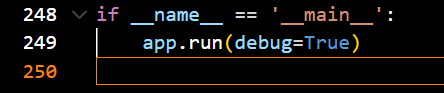 248 if __name__ == '__main__':
249     app.run(debug=True)
250